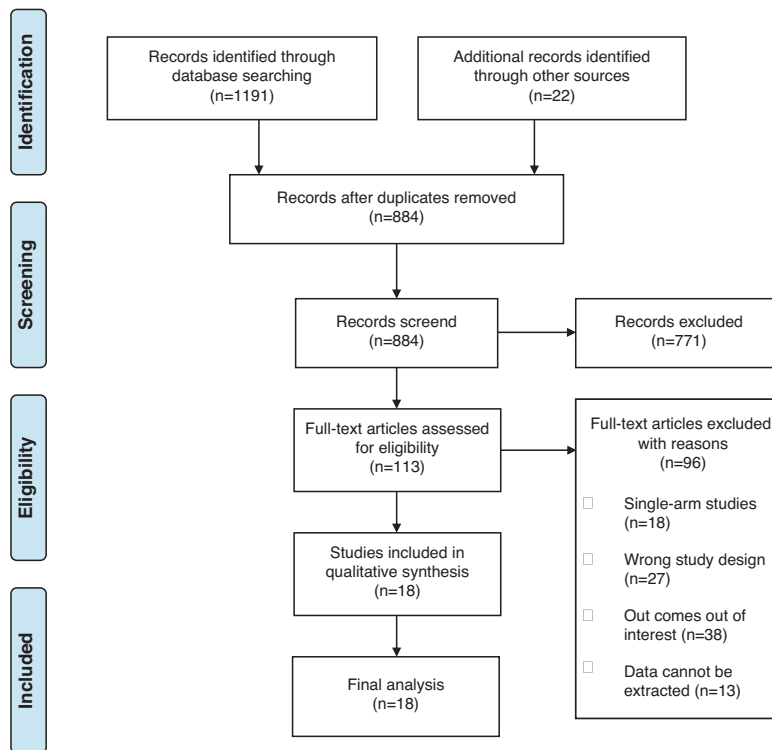 Identification
Records identified through
database searching
(n=1191)
Additional records identified
through other sources
(n=22)
Records after duplicates removed
(n=884)
Screening
Records screend
(n=884)
Records excluded
(n=771)
Eligibility
Full-text articles assessed
for eligibility
(n=113)
Full-text articles excluded
with reasons
(n=96)
Single-arm studies
(n=18)
Wrong study design
(n=27)
Out comes out of
interest (n=38)
Data cannot be
extracted (n=13)
Studies included in
qualitative synthesis
(n=18)
Included
Final analysis
(n=18)